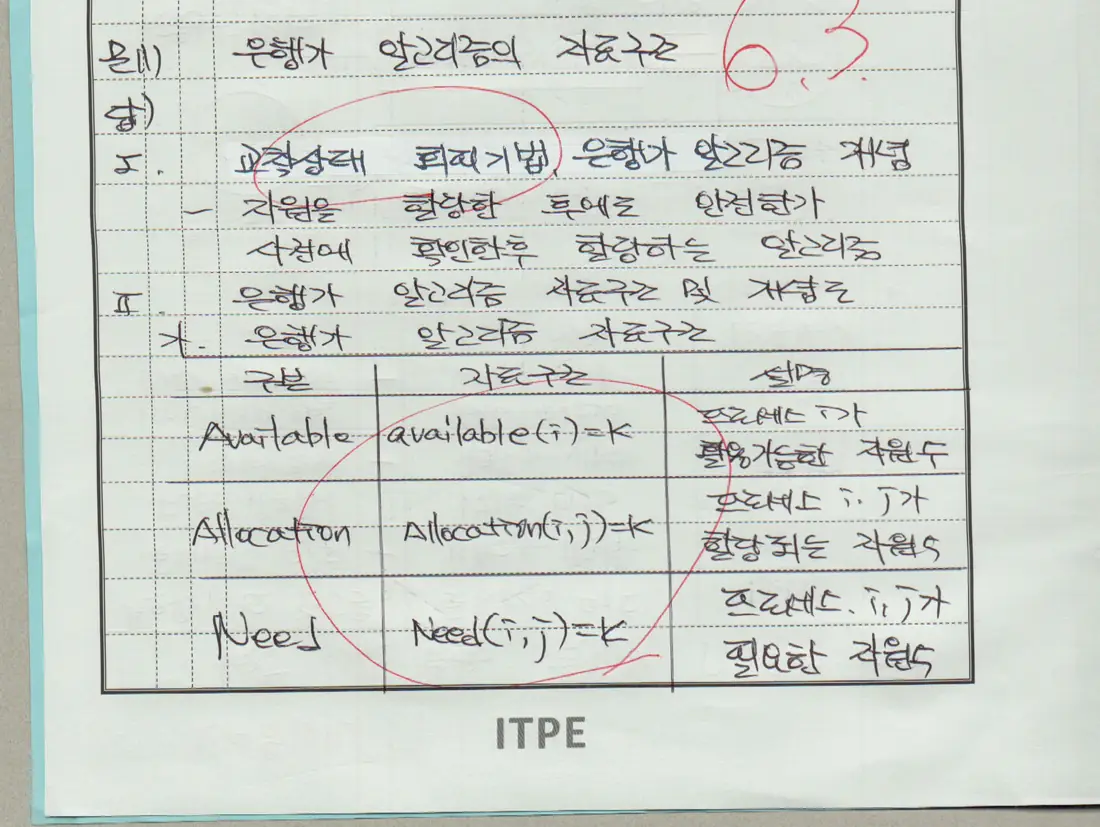 문11) 은행가 알고리즘의 자료구조
6.3
답)
I. 교착상태 회피기법, 은행가 알고리즘 개념
- 자원을 할당한 후에도 안전한가
사전에 확인한후 할당하는 알고리즘
II. 은행가 알고리즘 자료구조 및 개념도
가. 은행가 알고리즘 자료구조
구분 자료구조 설명
Available available(i)=K 프로세스 i가
활용가능한 자원 수
Allocation Allocation(i,j)=K 프로세스 i, j가
할당되는 자원수
Need Need(i,j)=K 프로세스 i, j가
필요한 자원수
ITPE